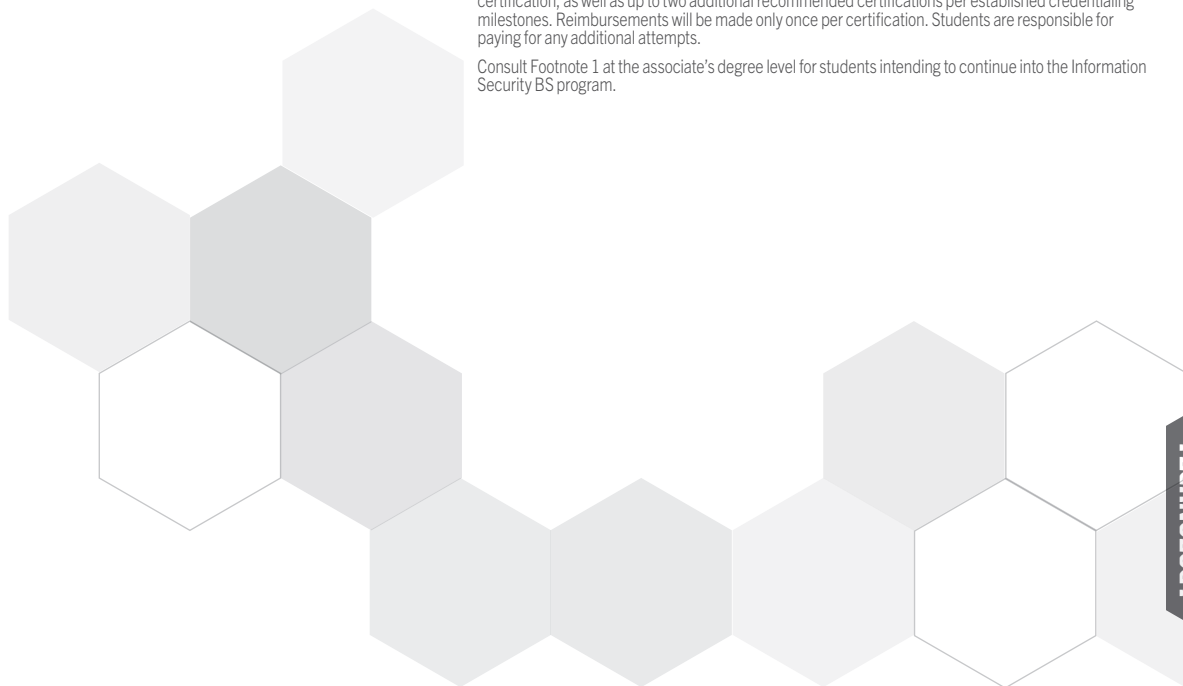 certification, as well as up to two additional recommended certifications per established credentialing
milestones. Reimbursements will be made only once per certification. Students are responsible for
paying for any additional attempts.
Consult Footnote 1 at the associate's degree level for students intending to continue into the Information
Security BS program.